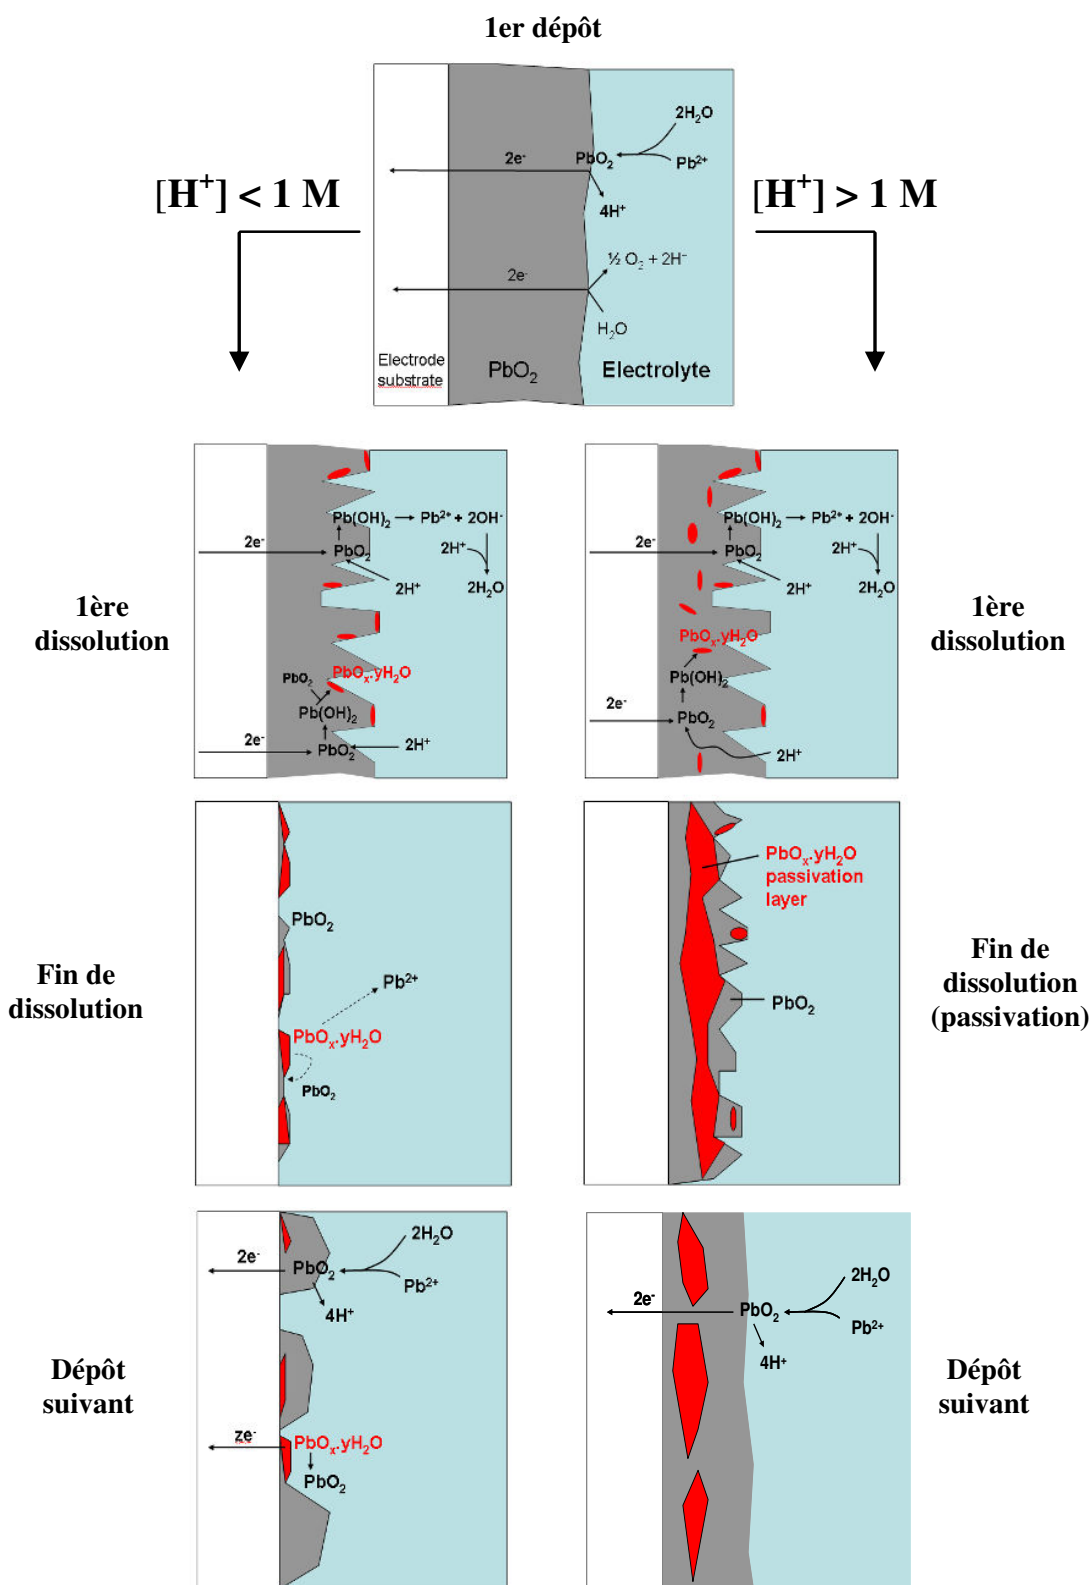 1er dépôt
2H₂O
2e⁻
PbO₂
Pb²⁺
[H⁺] < 1 M
[H⁺] > 1 M
4H⁺
½ O₂ + 2H⁺
2e⁻
H₂O
Electrode
substrate
PbO₂
Electrolyte
Pb(OH)₂ → Pb²⁺ + 2OH⁻
2e⁻
PbO₂
2H⁺
2H⁺
2H₂O
1ère
dissolution
PbO₂
PbOₓ.yH₂O
Pb(OH)₂
2e⁻
PbO₂
2H⁺
Pb(OH)₂ → Pb²⁺ + 2OH⁻
2e⁻
PbO₂
2H⁺
2H⁺
2H₂O
PbOₓ.yH₂O
Pb(OH)₂
2e⁻
PbO₂
2H⁺
1ère
dissolution
PbO₂
Pb²⁺
PbOₓ.yH₂O
PbO₂
Fin de
dissolution
PbOₓ.yH₂O
passivation
layer
PbO₂
Fin de
dissolution
(passivation)
2H₂O
2e⁻
PbO₂
Pb²⁺
4H⁺
Dépôt
suivant
ze⁻
PbOₓ.yH₂O
PbO₂
2H₂O
2e⁻
PbO₂
Pb²⁺
4H⁺
Dépôt
suivant